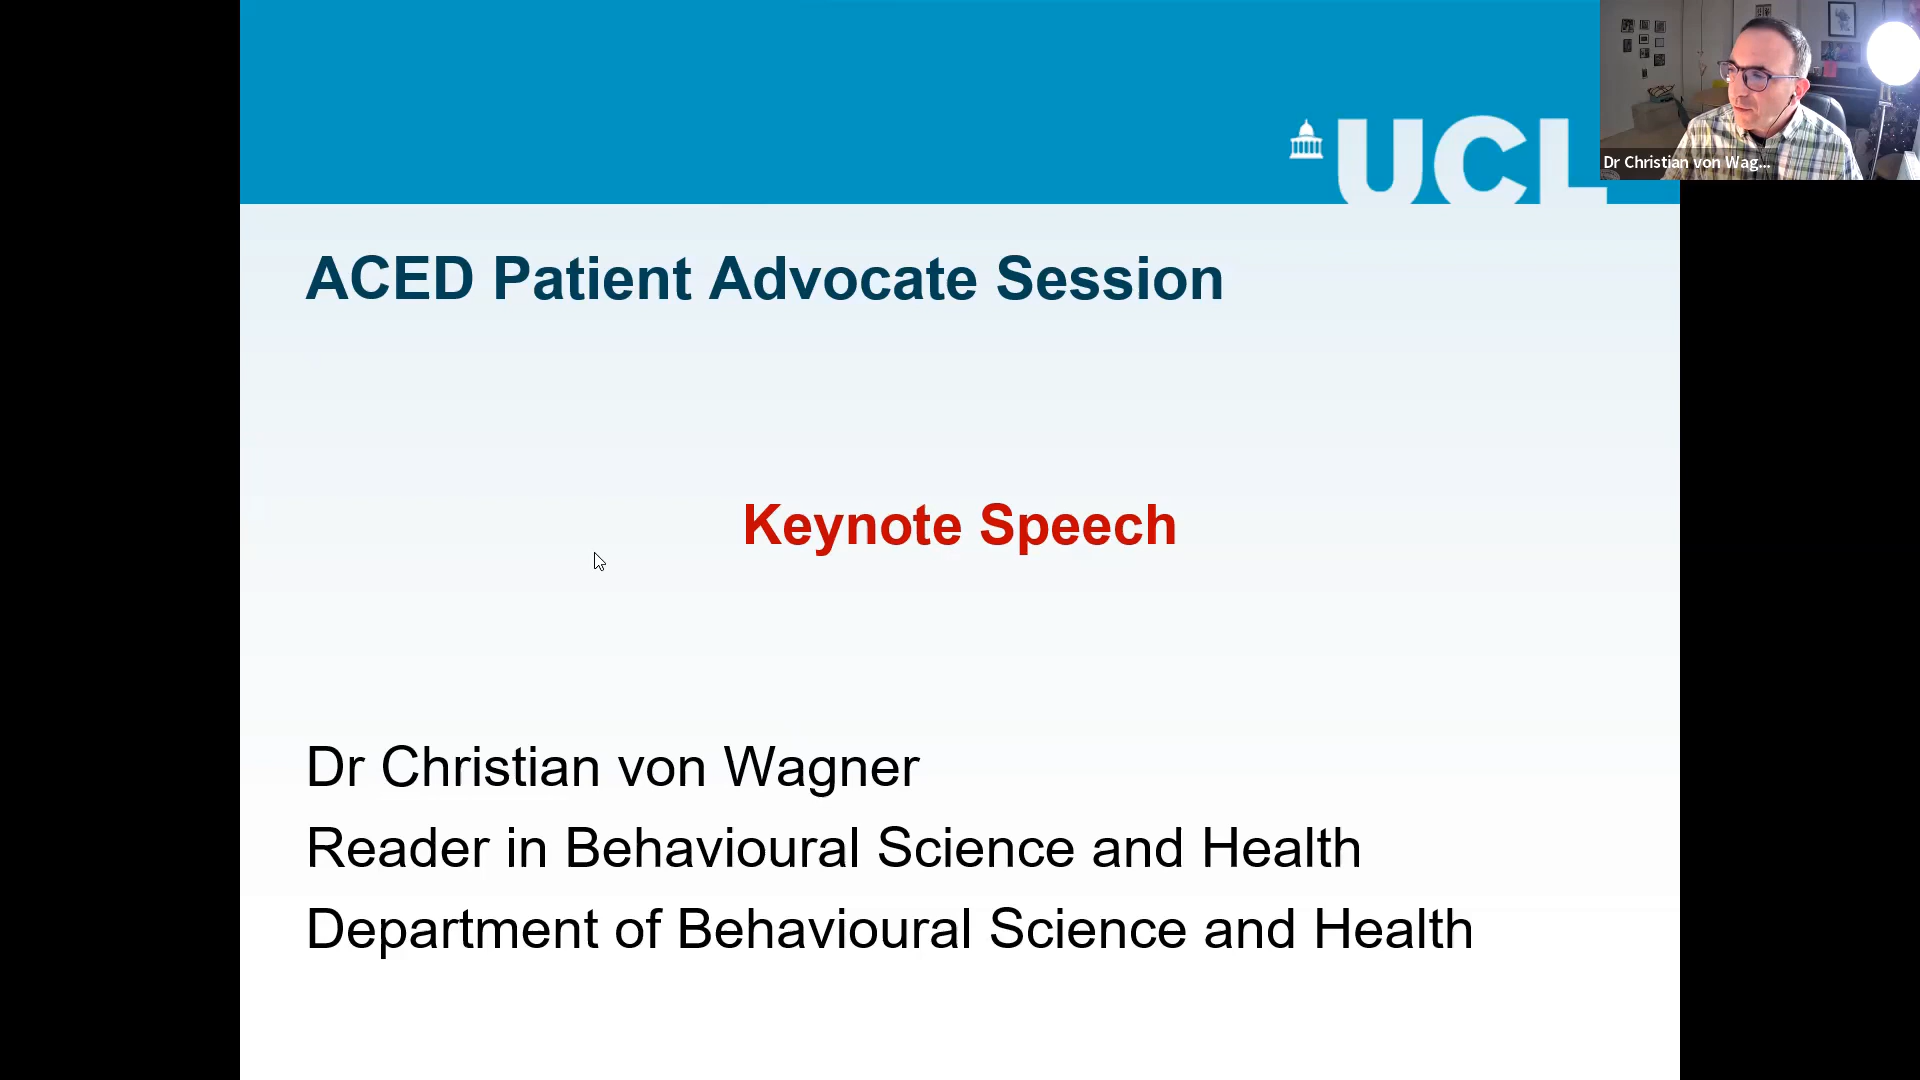 UCL
Dr Christian von Wag...
ACED Patient Advocate Session
Keynote Speech
Dr Christian von Wagner
Reader in Behavioural Science and Health
Department of Behavioural Science and Health